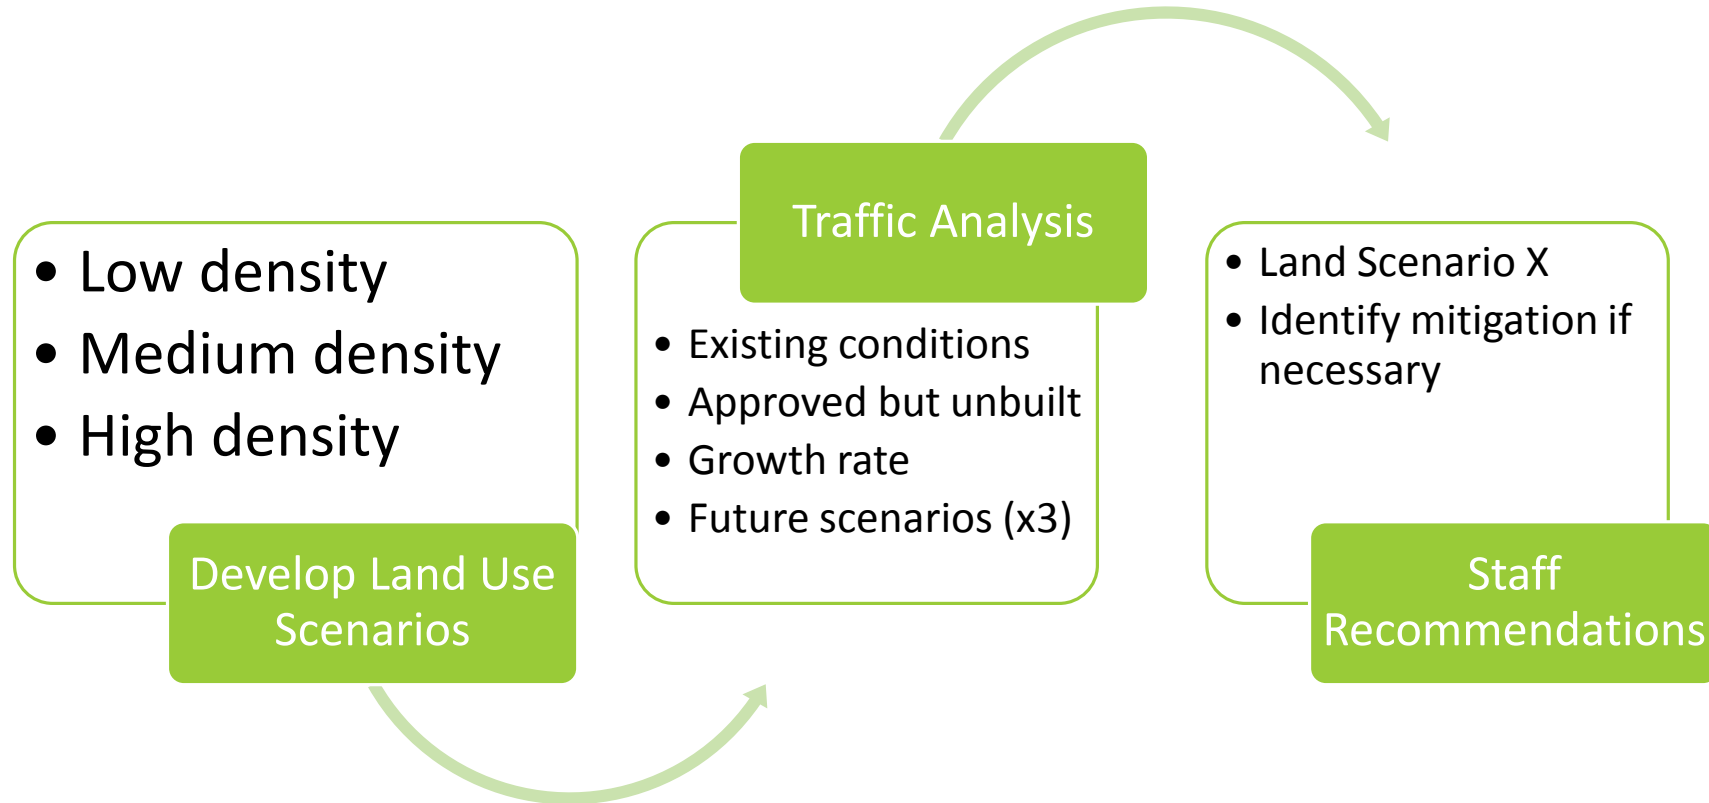 • Low density
• Medium density
• High density
Develop Land Use
Scenarios
Traffic Analysis
• Existing conditions
• Approved but unbuilt
• Growth rate
• Future scenarios (x3)
• Land Scenario X
• Identify mitigation if
necessary
Staff
Recommendations